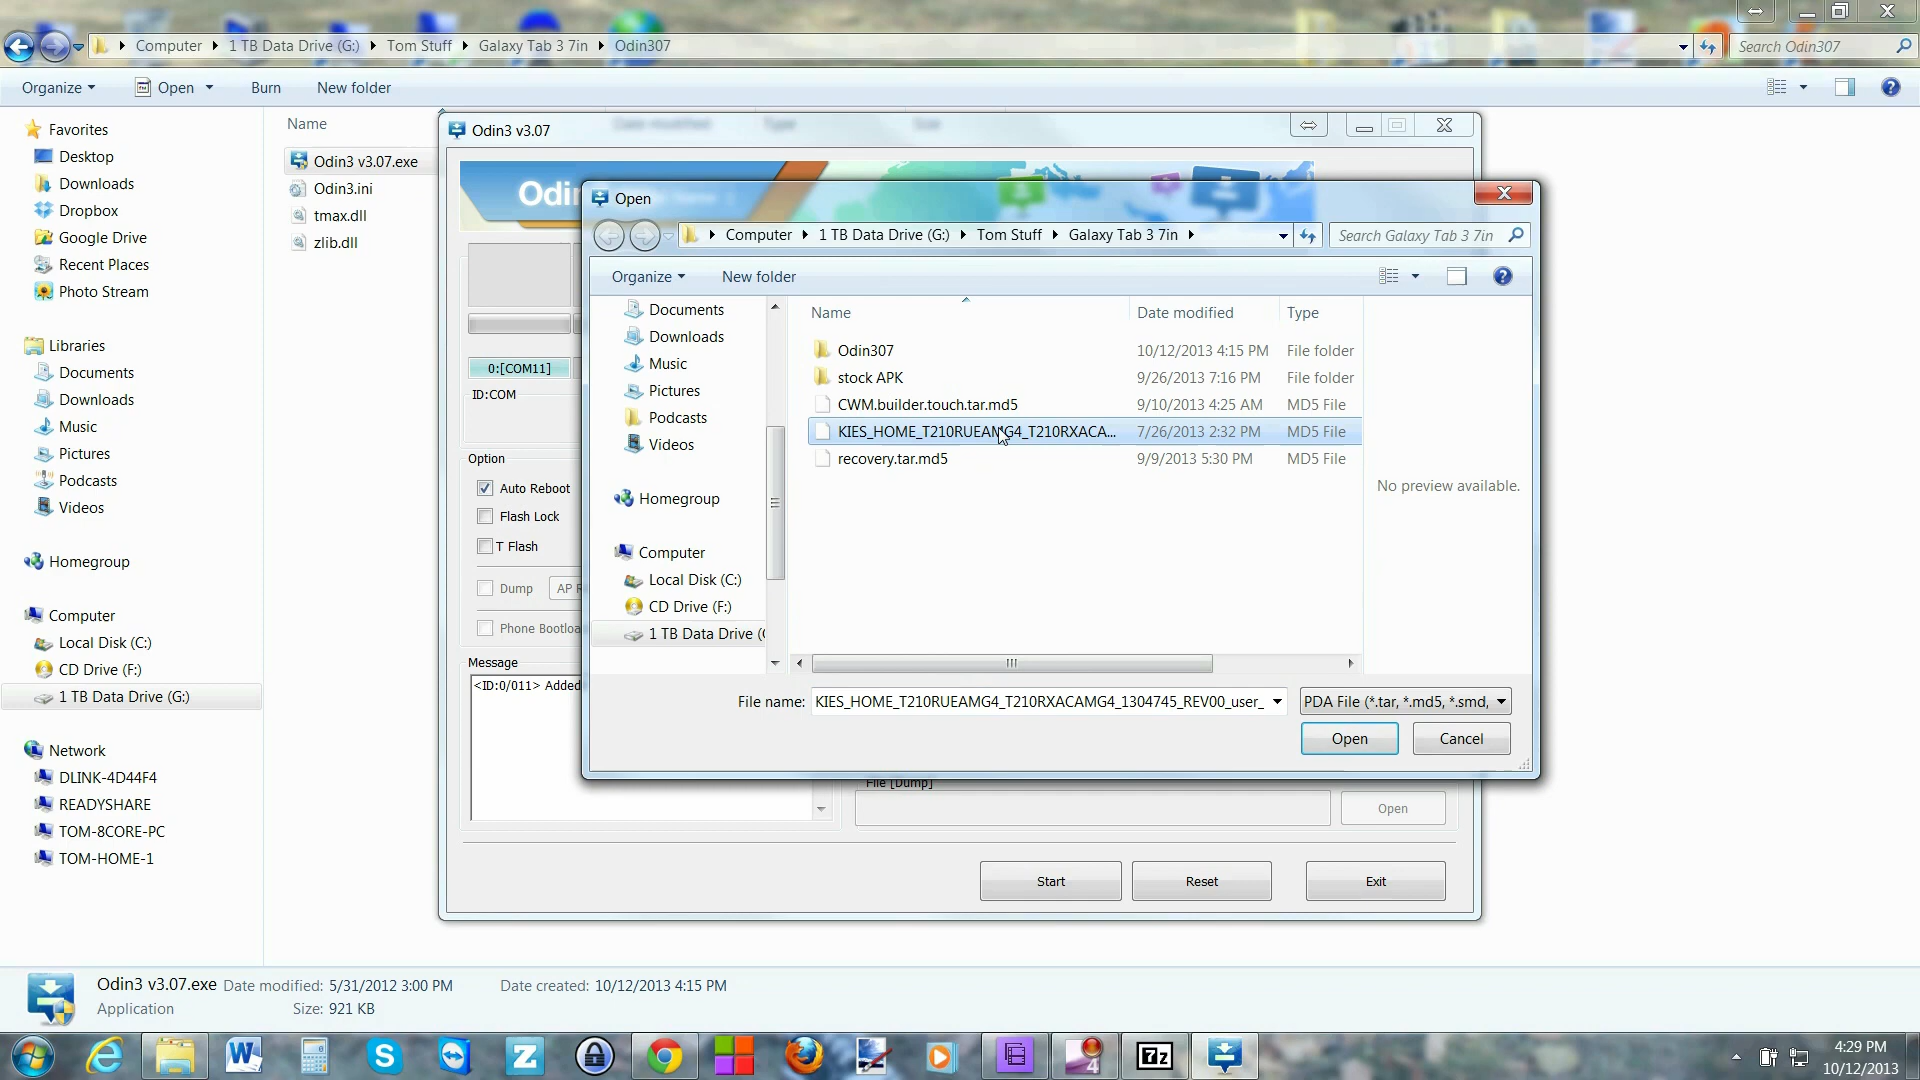 Computer
1 TB Data Drive (G:)
Tom Stuff
Galaxy Tab 3 7in
Odin307
Search Odin307
Organize
Open
Burn
New folder
Favorites
Desktop
Downloads
Dropbox
Google Drive
Recent Places
Photo Stream
Libraries
Documents
Downloads
Music
Pictures
Podcasts
Videos
Homegroup
Computer
Local Disk (C:)
CD Drive (F:)
1 TB Data Drive (G:)
Network
DLINK-4D44F4
READYSHARE
TOM-8CORE-PC
TOM-HOME-1
Name
Date modified
Type
Size
Odin3 v3.07.exe
Odin3.ini
tmax.dll
zlib.dll
Odin3 v3.07
0:[COM11]
ID:COM
Option
Auto Reboot
Flash Lock
T Flash
Dump
Message
<ID:0/011> Added
File [Dump]
Open
Start
Reset
Exit
Open
Computer
1 TB Data Drive (G:)
Tom Stuff
Galaxy Tab 3 7in
Search Galaxy Tab 3 7in
Organize
New folder
Documents
Downloads
Music
Pictures
Podcasts
Videos
Homegroup
Computer
Local Disk (C:)
CD Drive (F:)
1 TB Data Drive (
Name Date modified Type
Odin307 10/12/2013 4:15 PM File folder
stock APK 9/26/2013 7:16 PM File folder
CWM.builder.touch.tar.md5 9/10/2013 4:25 AM MD5 File
KIES_HOME_T210RUEAMG4_T210RXACA... 7/26/2013 2:32 PM MD5 File
recovery.tar.md5 9/9/2013 5:30 PM MD5 File
No preview available.
File name: KIES_HOME_T210RUEAMG4_T210RXACAMG4_1304745_REV00_user_
PDA File (*.tar, *.md5, *.smd,
Open
Cancel
Odin3 v3.07.exe Date modified: 5/31/2012 3:00 PM Date created: 10/12/2013 4:15 PM
Application Size: 921 KB
4:29 PM
10/12/2013